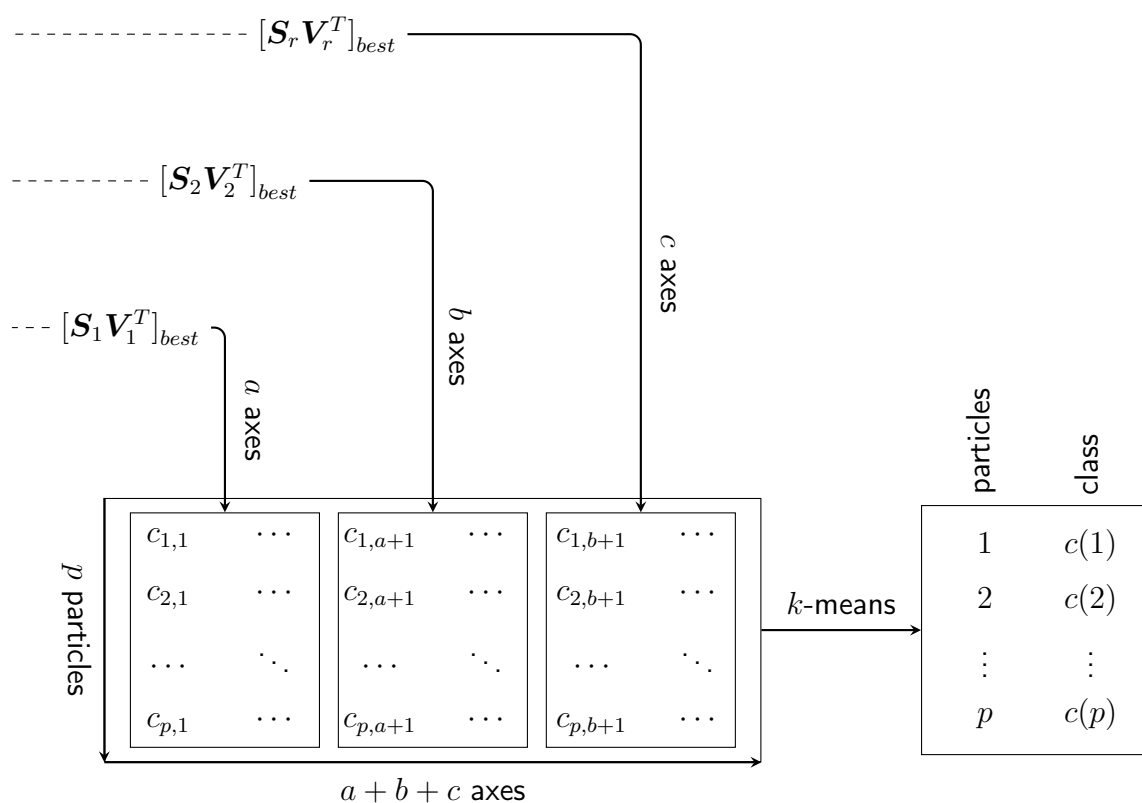 [S_r V_r^T]_best
[S_2 V_2^T]_best
[S_1 V_1^T]_best
a axes
b axes
c axes
particles class
p particles
c_{1,1} ⋯ c_{1,a+1} ⋯ c_{1,b+1} ⋯
c_{2,1} ⋯ c_{2,a+1} ⋯ c_{2,b+1} ⋯
⋯ ⋱ ⋯ ⋱ ⋯ ⋱
c_{p,1} ⋯ c_{p,a+1} ⋯ c_{p,b+1} ⋯
a + b + c axes
k-means
1 c(1)
2 c(2)
⋮ ⋮
p c(p)